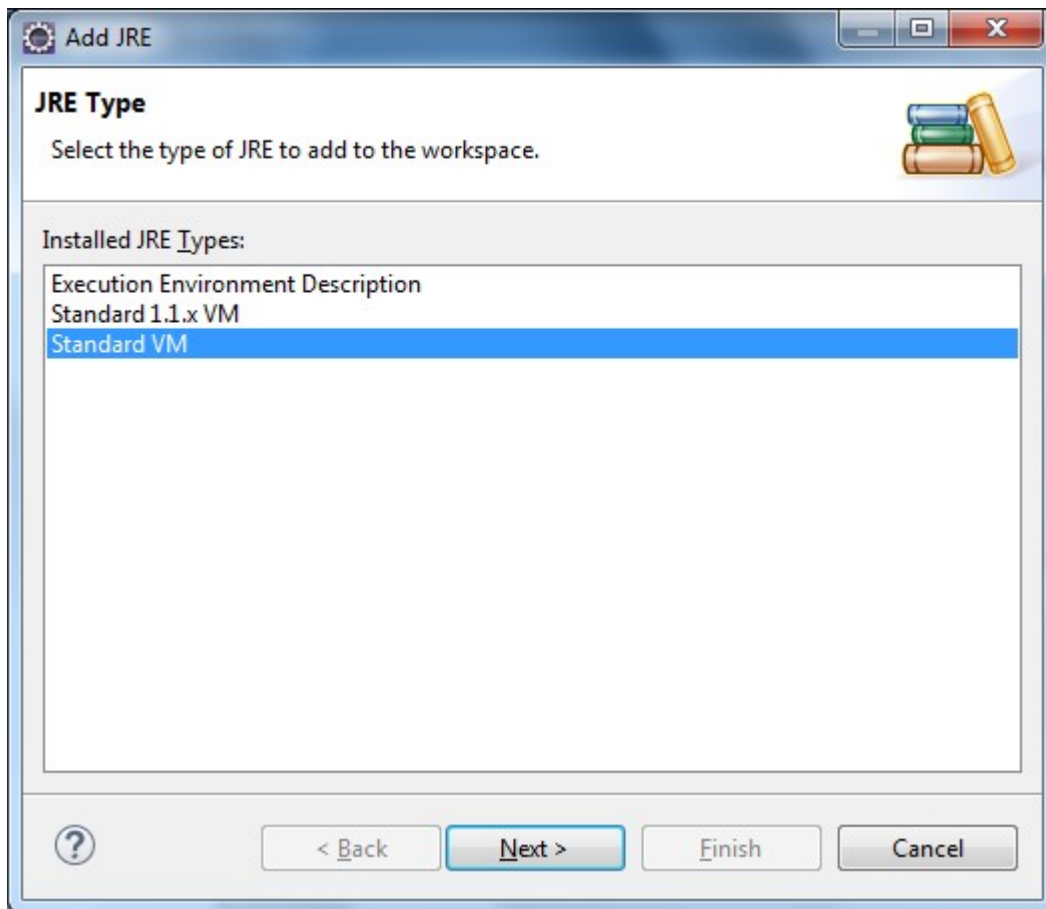 Add JRE
JRE Type
Select the type of JRE to add to the workspace.
Installed JRE Types:
Execution Environment Description
Standard 1.1.x VM
Standard VM
?
< Back
Next >
Finish
Cancel